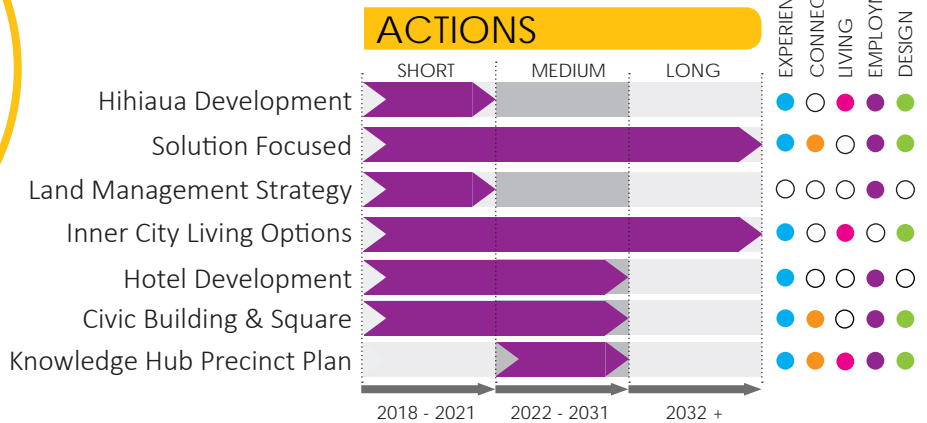 ACTIONS
SHORT MEDIUM LONG
LIVING
DESIGN
Hihiaua Development
Solution Focused
Land Management Strategy
Inner City Living Options
Hotel Development
Civic Building & Square
Knowledge Hub Precinct Plan
2018 - 2021 2022 - 2031 2032 +